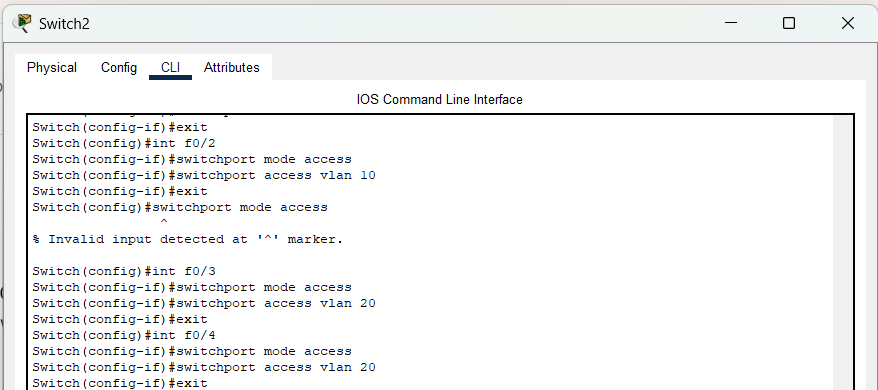 Switch2
Physical Config CLI Attributes
IOS Command Line Interface
Switch(config-if)#exit
Switch(config)#int f0/2
Switch(config-if)#switchport mode access
Switch(config-if)#switchport access vlan 10
Switch(config-if)#exit
Switch(config)#switchport mode access
^
% Invalid input detected at '^' marker.
Switch(config)#int f0/3
Switch(config-if)#switchport mode access
Switch(config-if)#switchport access vlan 20
Switch(config-if)#exit
Switch(config)#int f0/4
Switch(config-if)#switchport mode access
Switch(config-if)#switchport access vlan 20
Switch(config-if)#exit